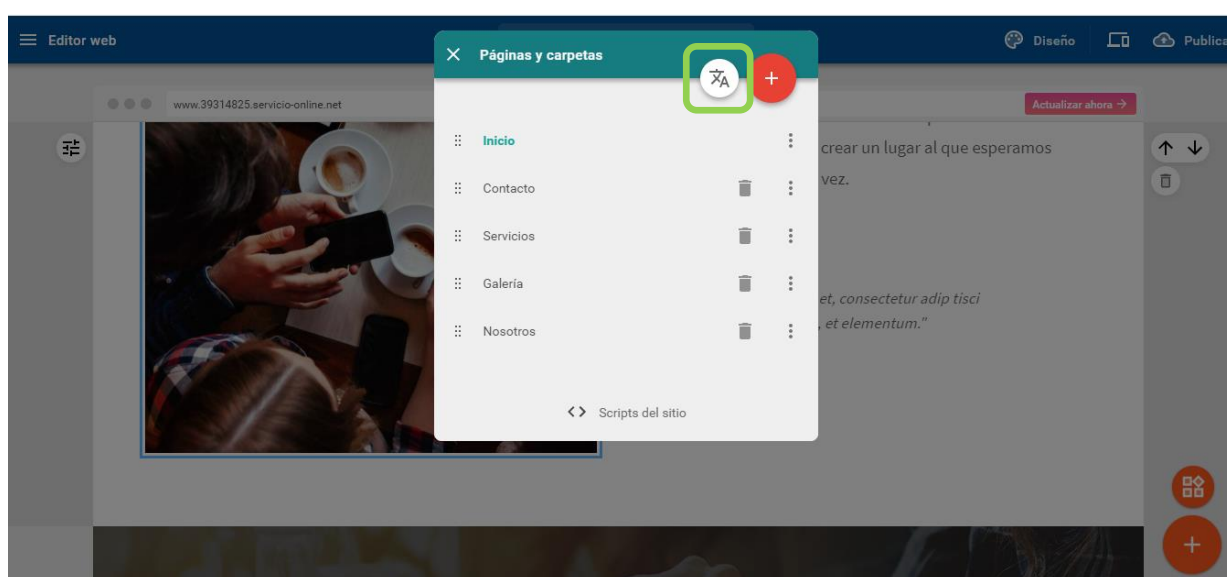 Editor web
Páginas y carpetas
Diseño
Publica
www.39314825.servicio-online.net
Actualizar ahora →
Inicio
crear un lugar al que esperamos
Contacto
vez.
Servicios
Galería
et, consectetur adip tisci
Nosotros
, et elementum."
<> Scripts del sitio